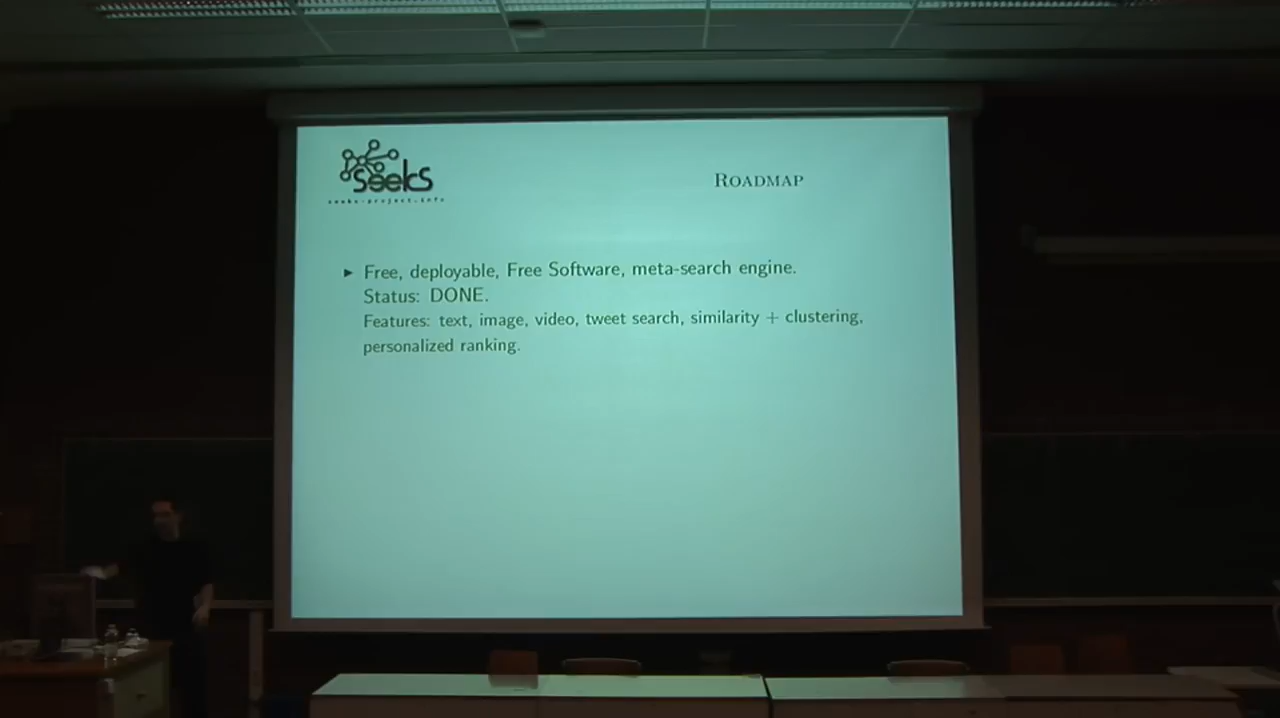 seeks
seeks-project.info
ROADMAP
► Free, deployable, Free Software, meta-search engine.
Status: DONE.
Features: text, image, video, tweet search, similarity + clustering,
personalized ranking.